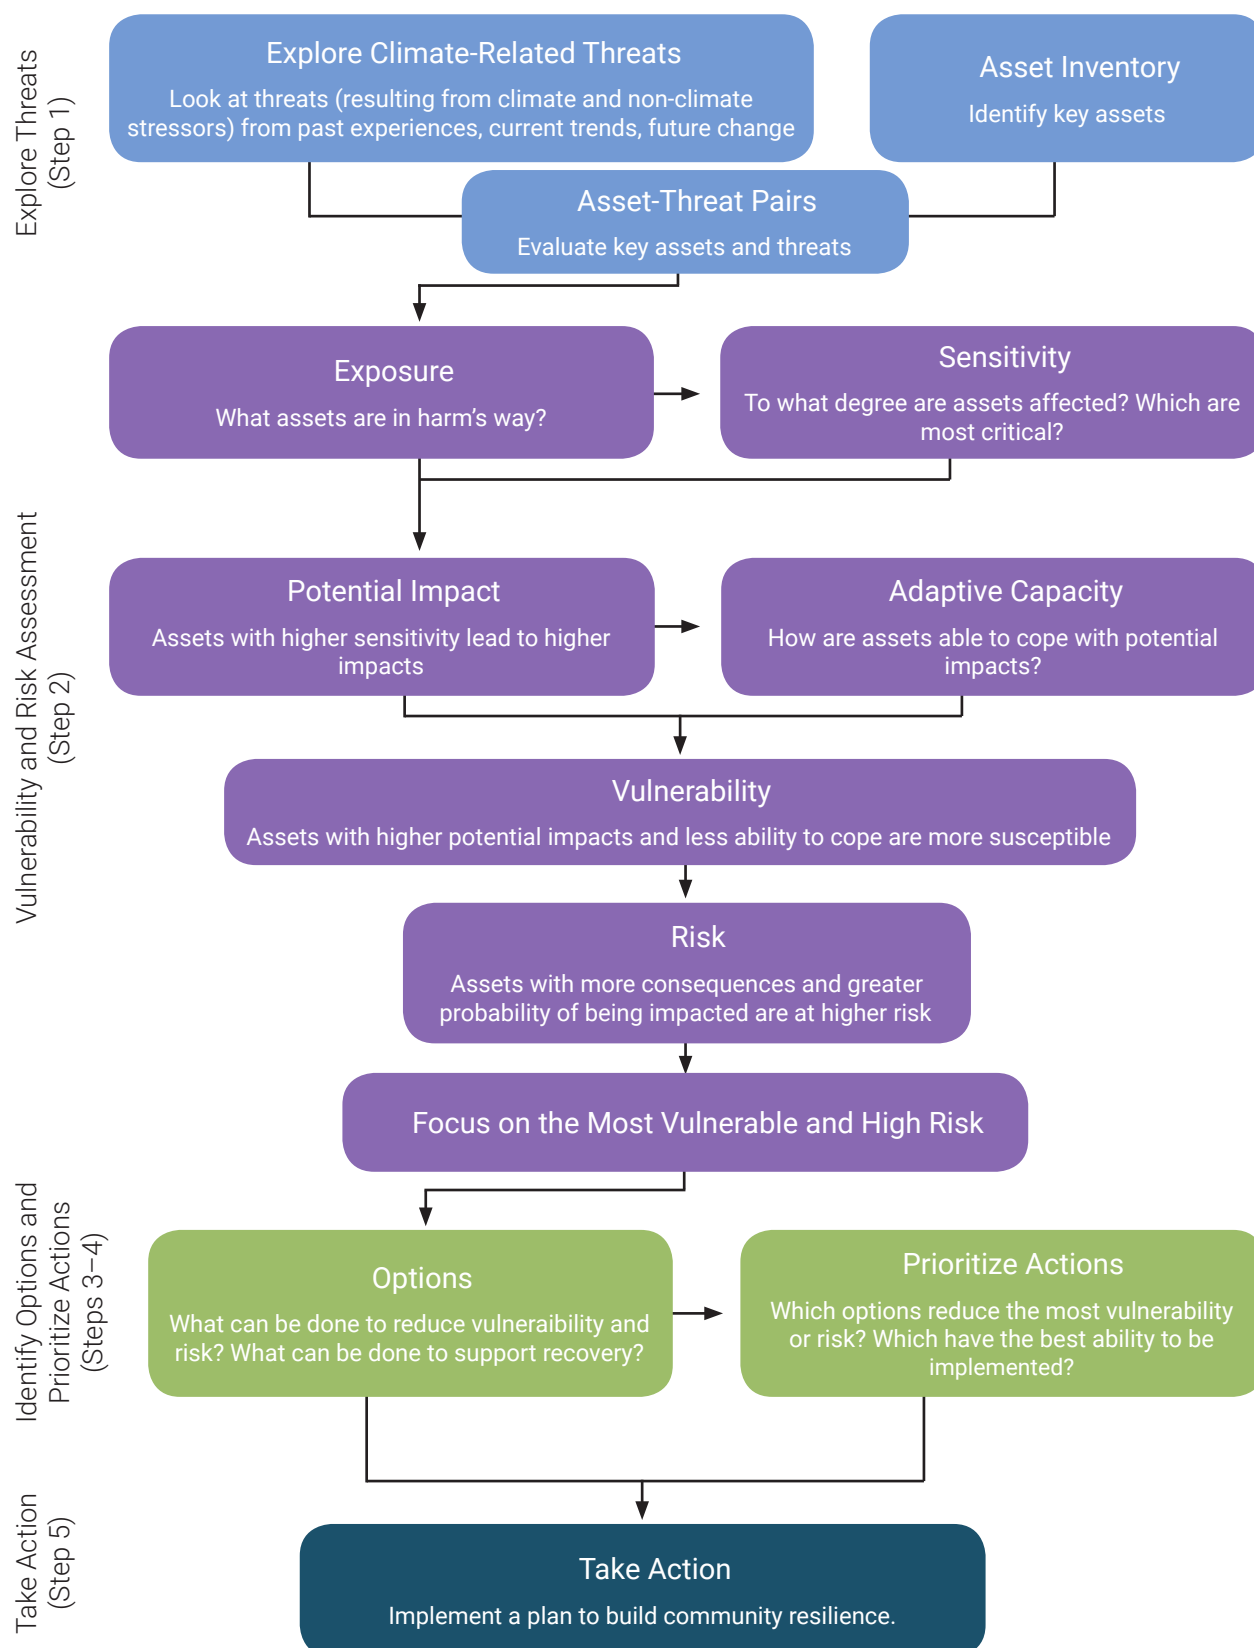 Explore Threats
(Step 1)
Explore Climate-Related Threats
Look at threats (resulting from climate and non-climate
stressors) from past experiences, current trends, future change
Asset Inventory
Identify key assets
Asset-Threat Pairs
Evaluate key assets and threats
Vulnerability and Risk Assessment
(Step 2)
Exposure
What assets are in harm's way?
Sensitivity
To what degree are assets affected? Which are
most critical?
Potential Impact
Assets with higher sensitivity lead to higher
impacts
Adaptive Capacity
How are assets able to cope with potential
impacts?
Vulnerability
Assets with higher potential impacts and less ability to cope are more susceptible
Risk
Assets with more consequences and greater
probability of being impacted are at higher risk
Focus on the Most Vulnerable and High Risk
Identify Options and
Prioritize Actions
(Steps 3–4)
Options
What can be done to reduce vulneraibility and
risk? What can be done to support recovery?
Prioritize Actions
Which options reduce the most vulnerability
or risk? Which have the best ability to be
implemented?
Take Action
(Step 5)
Take Action
Implement a plan to build community resilience.